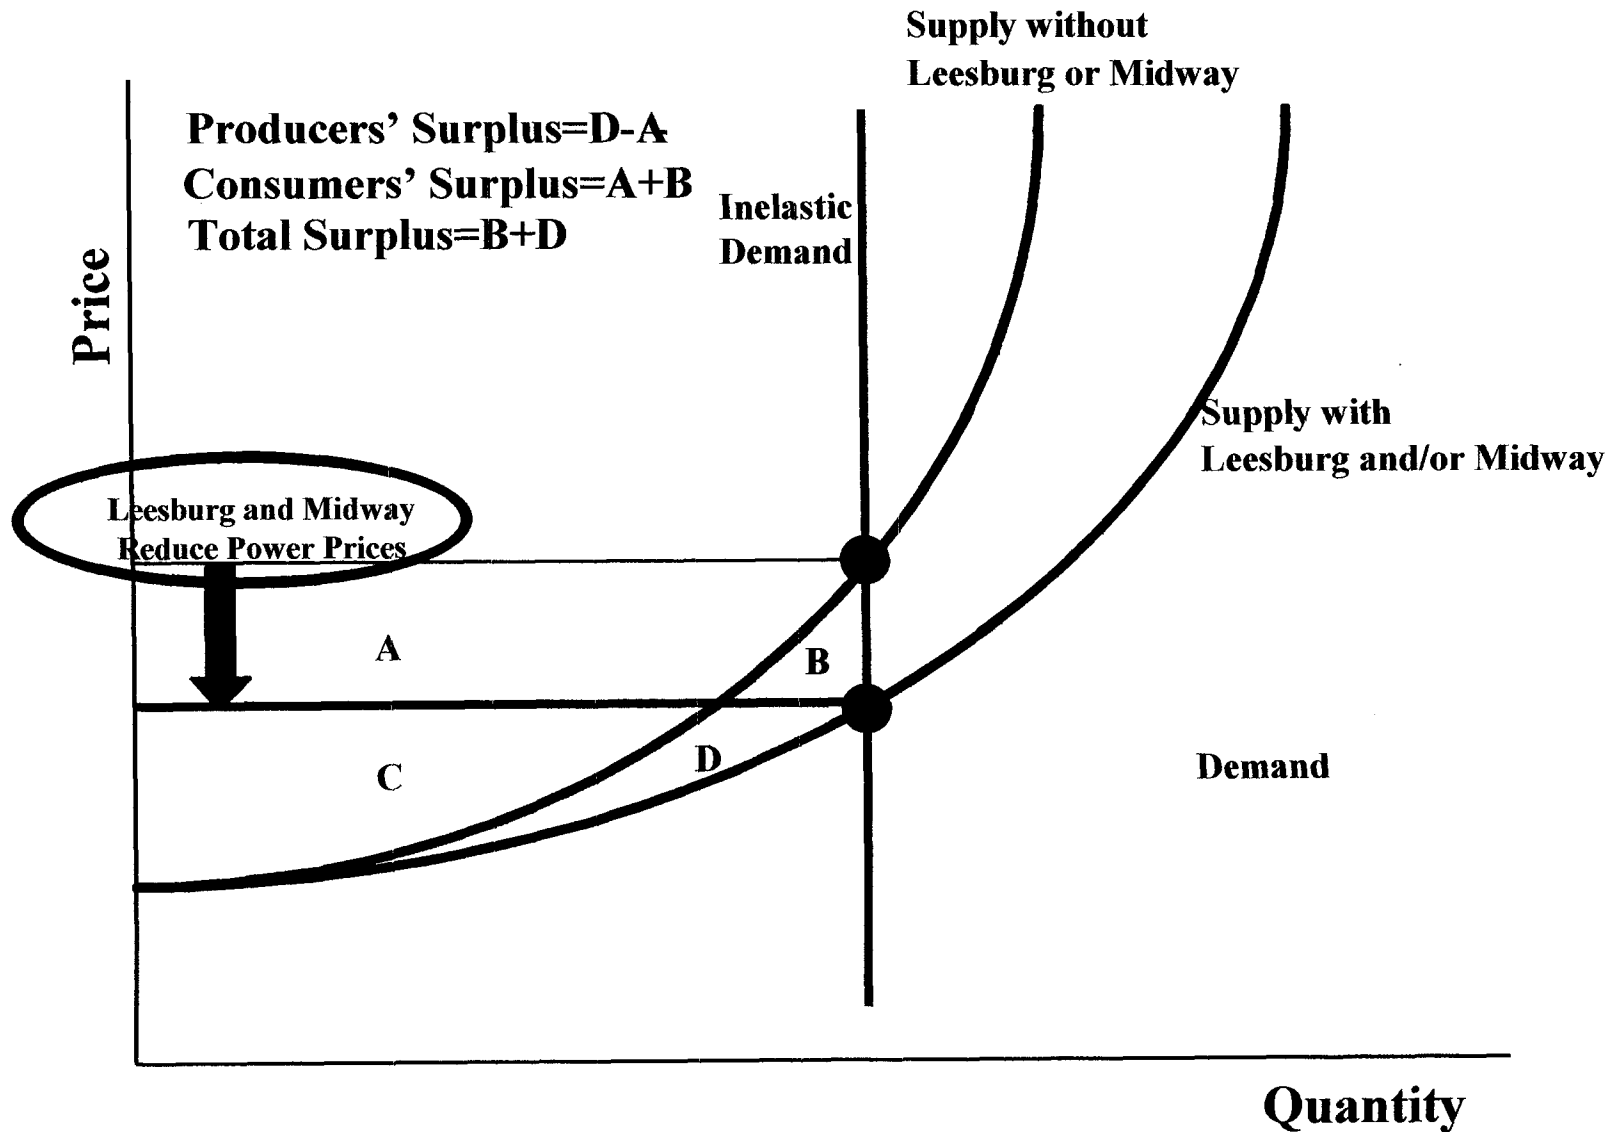 Supply without
Leesburg or Midway
Producers’ Surplus=D-A
Consumers’ Surplus=A+B
Total Surplus=B+D
Inelastic
Demand
Price
Supply with
Leesburg and/or Midway
Leesburg and Midway
Reduce Power Prices
A
B
D
C
Demand
Quantity